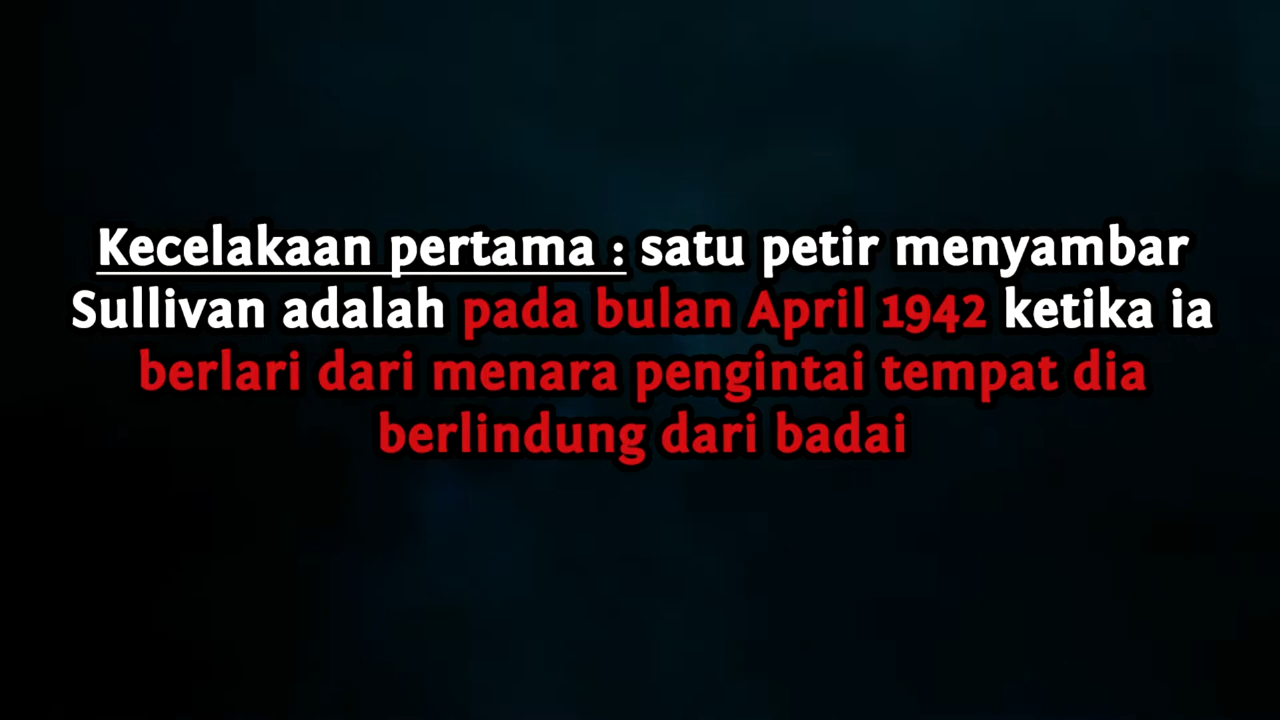 Kecelakaan pertama : satu petir menyambar
Sullivan adalah pada bulan April 1942 ketika ia
berlari dari menara pengintai tempat dia
berlindung dari badai